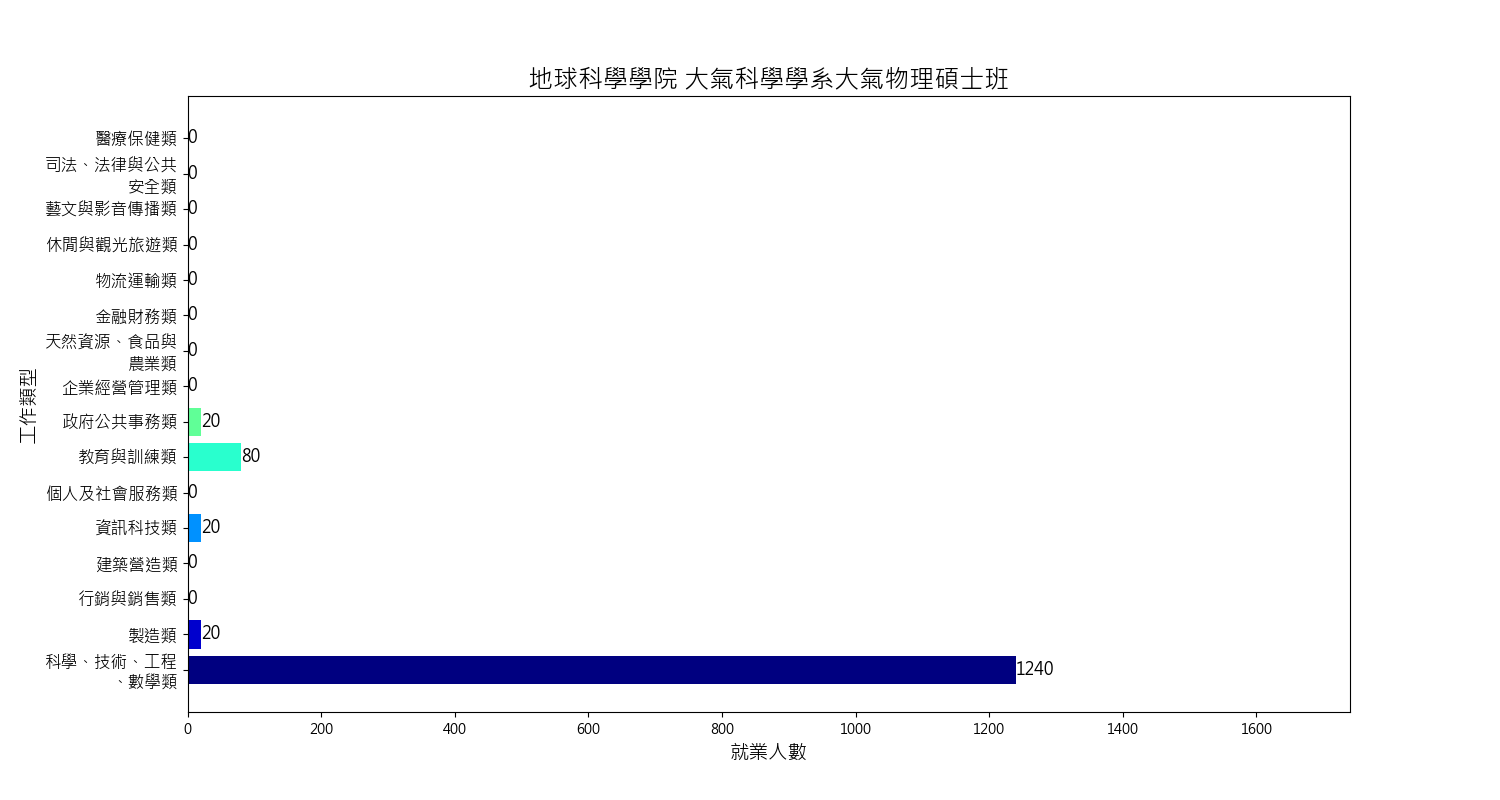 地球科學學院 大氣科學學系大氣物理碩士班
醫療保健類 0
司法、法律與公共
安全類 0
藝文與影音傳播類 0
休閒與觀光旅遊類 0
物流運輸類 0
金融財務類 0
天然資源、食品與
農業類 0
企業經營管理類 0
政府公共事務類 20
教育與訓練類 80
個人及社會服務類 0
資訊科技類 20
建築營造類 0
行銷與銷售類 0
製造類 20
科學、技術、工程
、數學類 1240
工作類型
0 200 400 600 800 1000 1200 1400 1600
就業人數